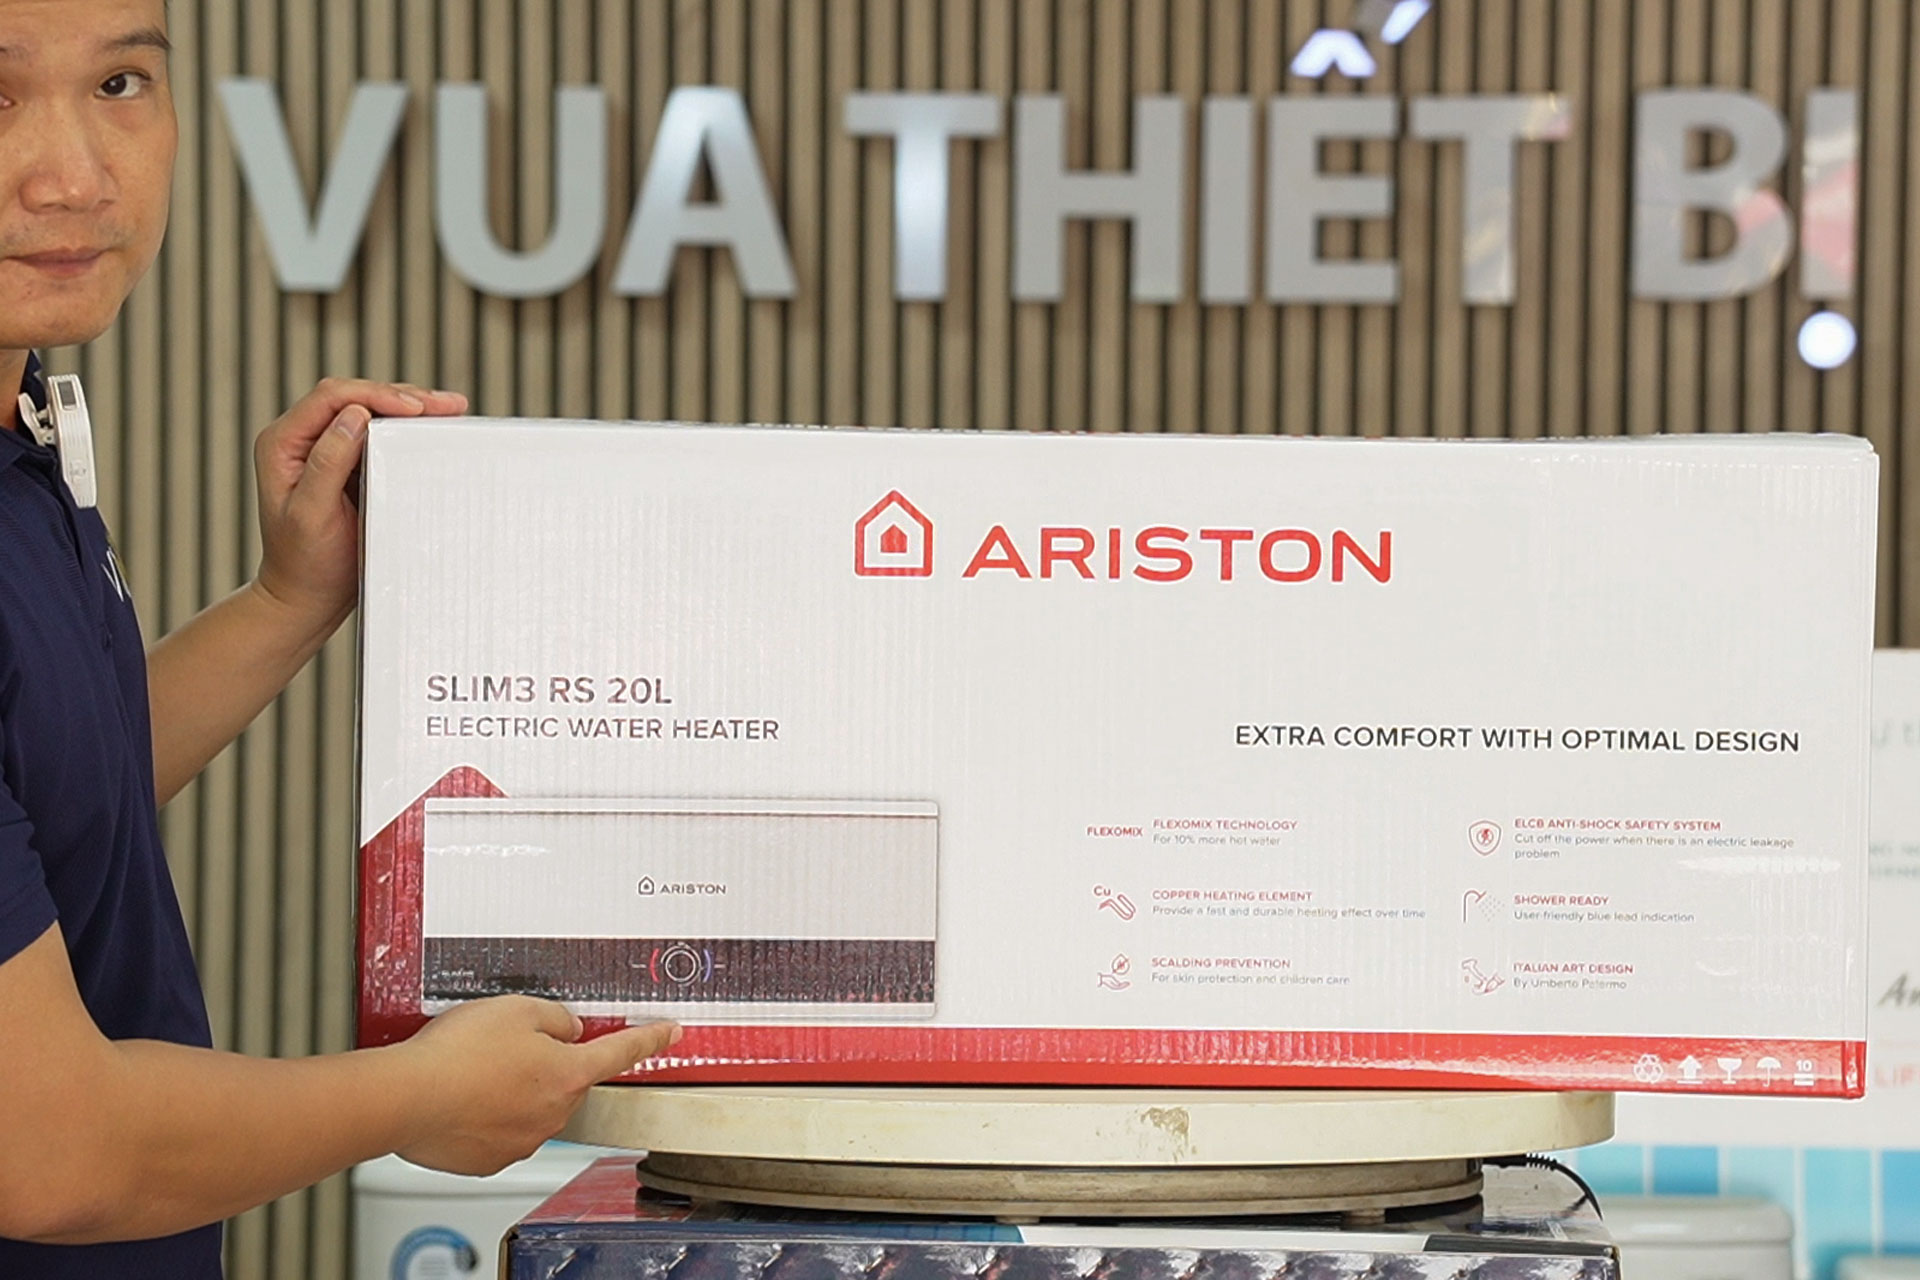 VUA THIẾT BỊ
ARISTON
SLIM3 RS 20L
ELECTRIC WATER HEATER
EXTRA COMFORT WITH OPTIMAL DESIGN
ARISTON
FLEXOMIX
FLEXOMIX TECHNOLOGY
For 10% more hot water
Cu
COPPER HEATING ELEMENT
Provide a fast and durable heating effect over time
SCALDING PREVENTION
For skin protection and children care
ELCB ANTI-SHOCK SAFETY SYSTEM
Cut off the power when there is an electric leakage
problem
SHOWER READY
User-friendly blue lead indication
ITALIAN ART DESIGN
By Umberto Palermo
10